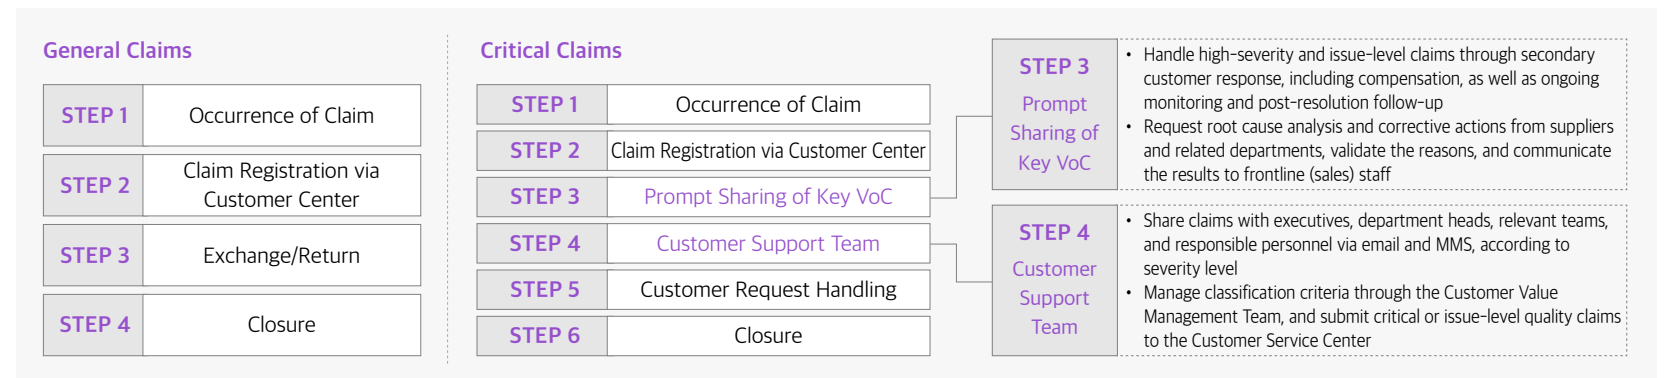 General Claims
STEP 1
Occurrence of Claim
STEP 2
Claim Registration via
Customer Center
STEP 3
Exchange/Return
STEP 4
Closure
Critical Claims
STEP 1
Occurrence of Claim
STEP 2
Claim Registration via Customer Center
STEP 3
Prompt Sharing of Key VoC
STEP 4
Customer Support Team
STEP 5
Customer Request Handling
STEP 6
Closure
STEP 3
Prompt
Sharing of
Key VoC
• Handle high-severity and issue-level claims through secondary
customer response, including compensation, as well as ongoing
monitoring and post-resolution follow-up
• Request root cause analysis and corrective actions from suppliers
and related departments, validate the reasons, and communicate
the results to frontline (sales) staff
STEP 4
Customer
Support
Team
• Share claims with executives, department heads, relevant teams,
and responsible personnel via email and MMS, according to
severity level
• Manage classification criteria through the Customer Value
Management Team, and submit critical or issue-level quality claims
to the Customer Service Center